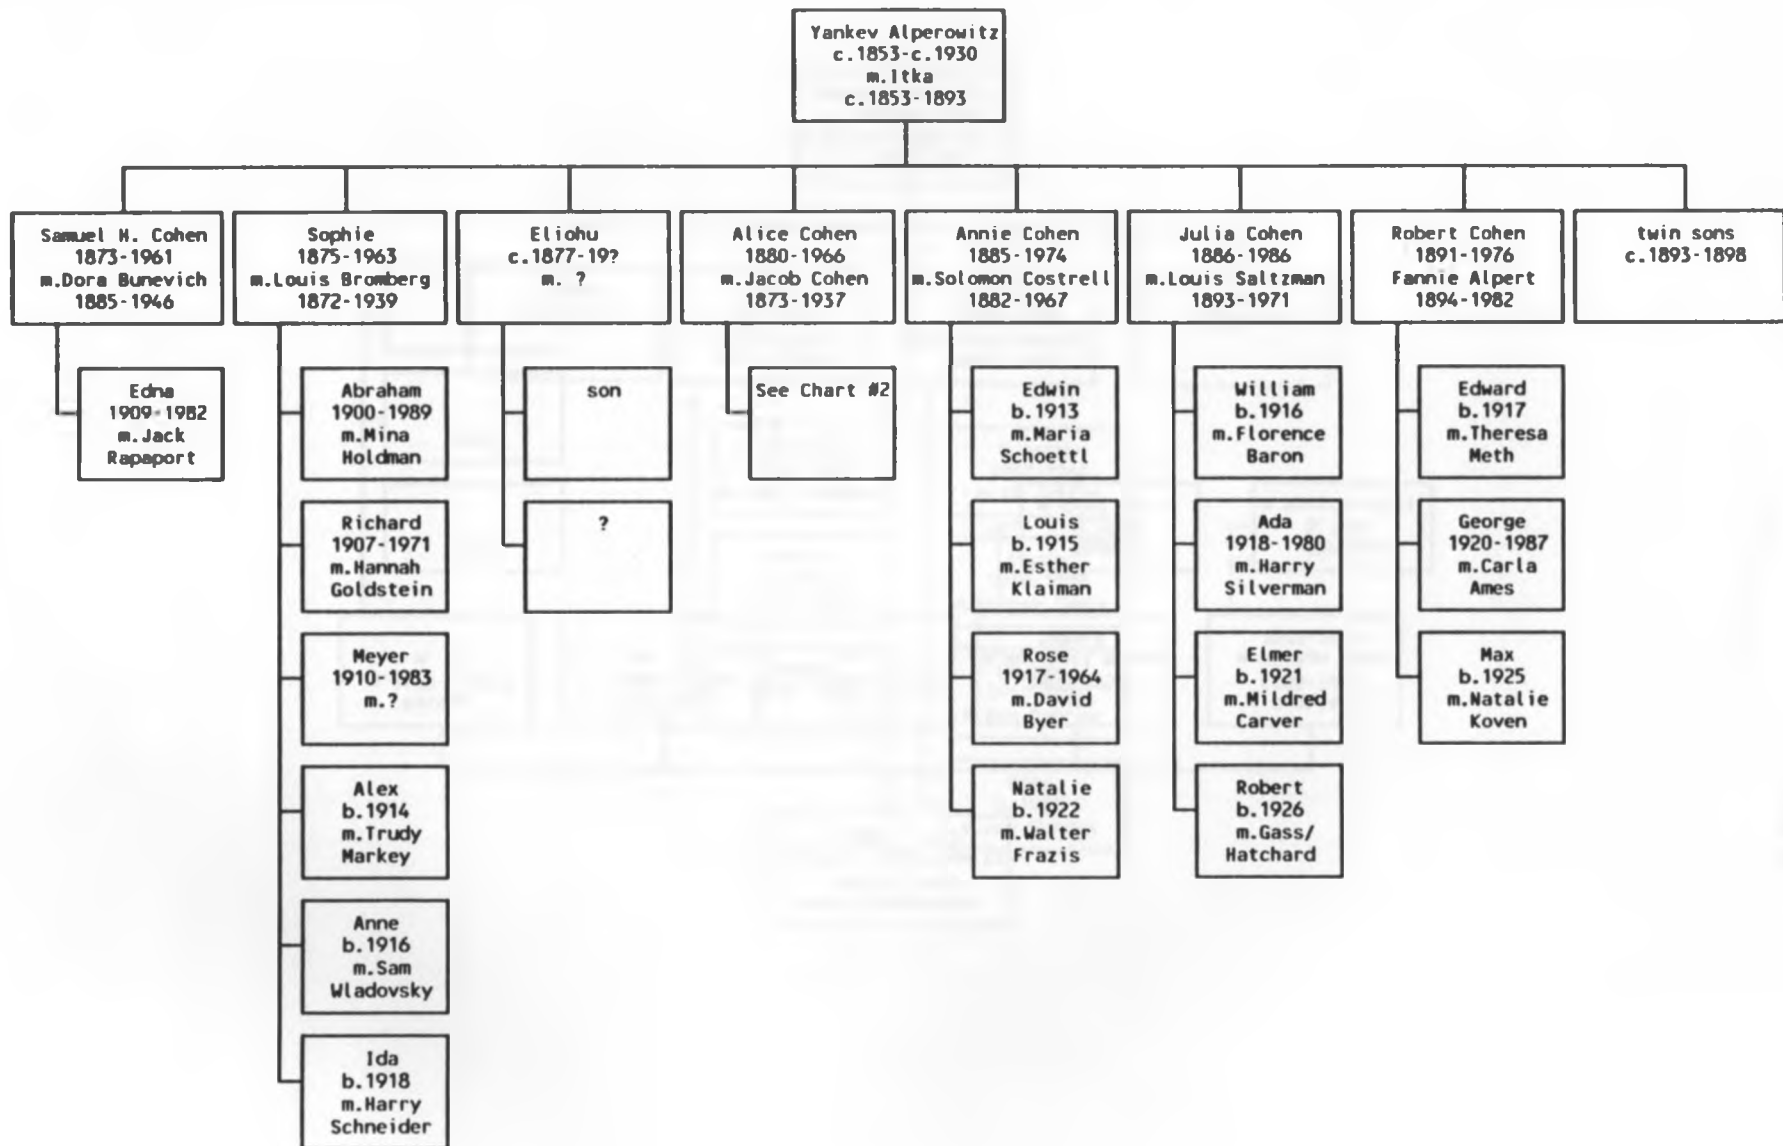 Yankev Alperowitz
c.1853-c.1930
m.Itka
c.1853-1893
Samuel H. Cohen
1873-1961
m.Dora Bunevich
1885-1946
Sophie
1875-1963
m.Louis Bromberg
1872-1939
Eliohu
c.1877-19?
m. ?
Alice Cohen
1880-1966
m.Jacob Cohen
1873-1937
Annie Cohen
1885-1974
m.Solomon Costrell
1882-1967
Julia Cohen
1886-1986
m.Louis Saltzman
1893-1971
Robert Cohen
1891-1976
Fannie Alpert
1894-1982
twin sons
c.1893-1898
Edna
1909-1982
m.Jack
Rapaport
Abraham
1900-1989
m.Mina
Holdman
Richard
1907-1971
m.Hannah
Goldstein
Meyer
1910-1983
m.?
Alex
b.1914
m.Trudy
Markey
Anne
b.1916
m.Sam
Wladovsky
Ida
b.1918
m.Harry
Schneider
son
?
See Chart #2
Edwin
b.1913
m.Maria
Schoettl
Louis
b.1915
m.Esther
Klaiman
Rose
1917-1964
m.David
Byer
Natalie
b.1922
m.Walter
Frazis
William
b.1916
m.Florence
Baron
Ada
1918-1980
m.Harry
Silverman
Elmer
b.1921
m.Mildred
Carver
Robert
b.1926
m.Gass/
Hatchard
Edward
b.1917
m.Theresa
Meth
George
1920-1987
m.Carla
Ames
Max
b.1925
m.Natalie
Koven